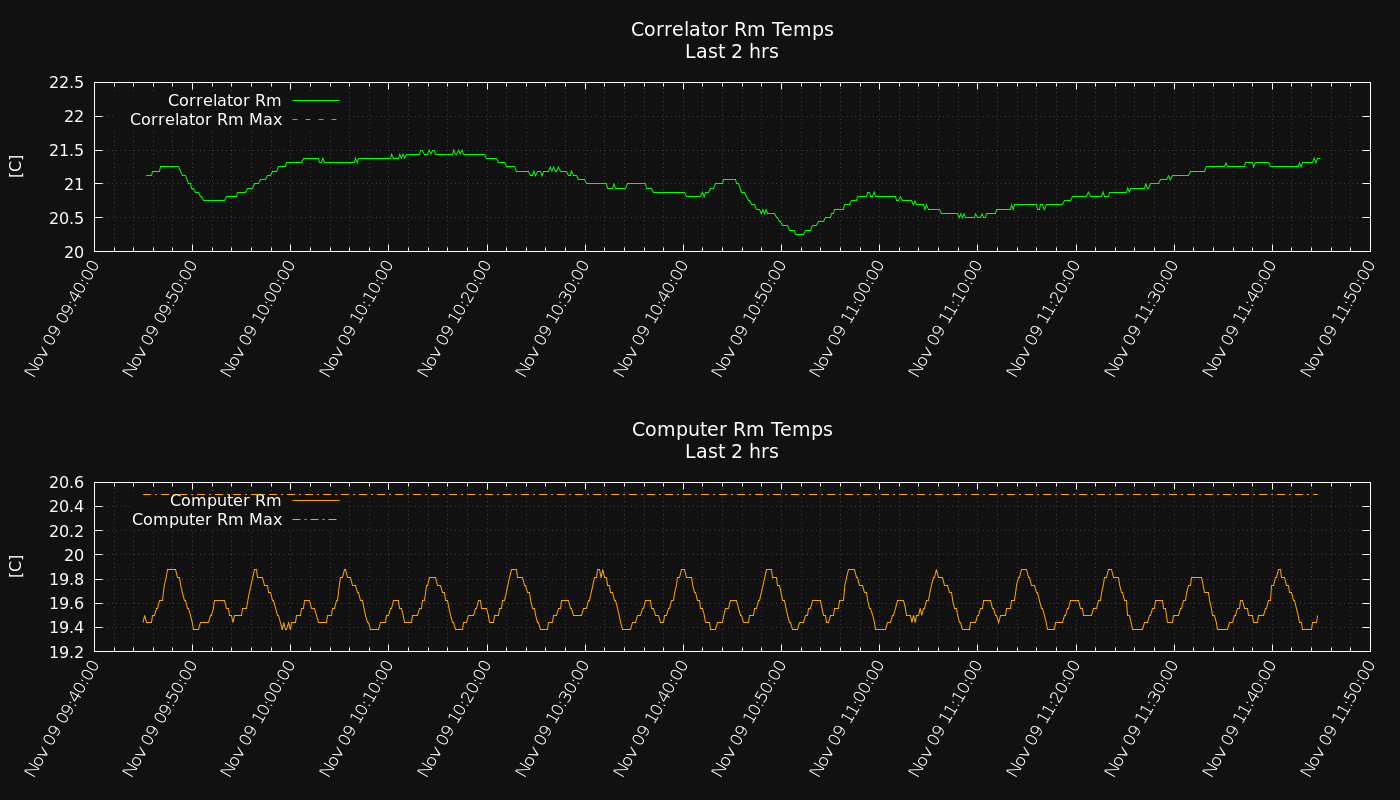 Correlator Rm Temps
Last 2 hrs
Correlator Rm
Correlator Rm Max
[C]
22.5
22
21.5
21
20.5
20
Nov 09 09:40:00
Nov 09 09:50:00
Nov 09 10:00:00
Nov 09 10:10:00
Nov 09 10:20:00
Nov 09 10:30:00
Nov 09 10:40:00
Nov 09 10:50:00
Nov 09 11:00:00
Nov 09 11:10:00
Nov 09 11:20:00
Nov 09 11:30:00
Nov 09 11:40:00
Nov 09 11:50:00
Computer Rm Temps
Last 2 hrs
Computer Rm
Computer Rm Max
[C]
20.6
20.4
20.2
20
19.8
19.6
19.4
19.2
Nov 09 09:40:00
Nov 09 09:50:00
Nov 09 10:00:00
Nov 09 10:10:00
Nov 09 10:20:00
Nov 09 10:30:00
Nov 09 10:40:00
Nov 09 10:50:00
Nov 09 11:00:00
Nov 09 11:10:00
Nov 09 11:20:00
Nov 09 11:30:00
Nov 09 11:40:00
Nov 09 11:50:00